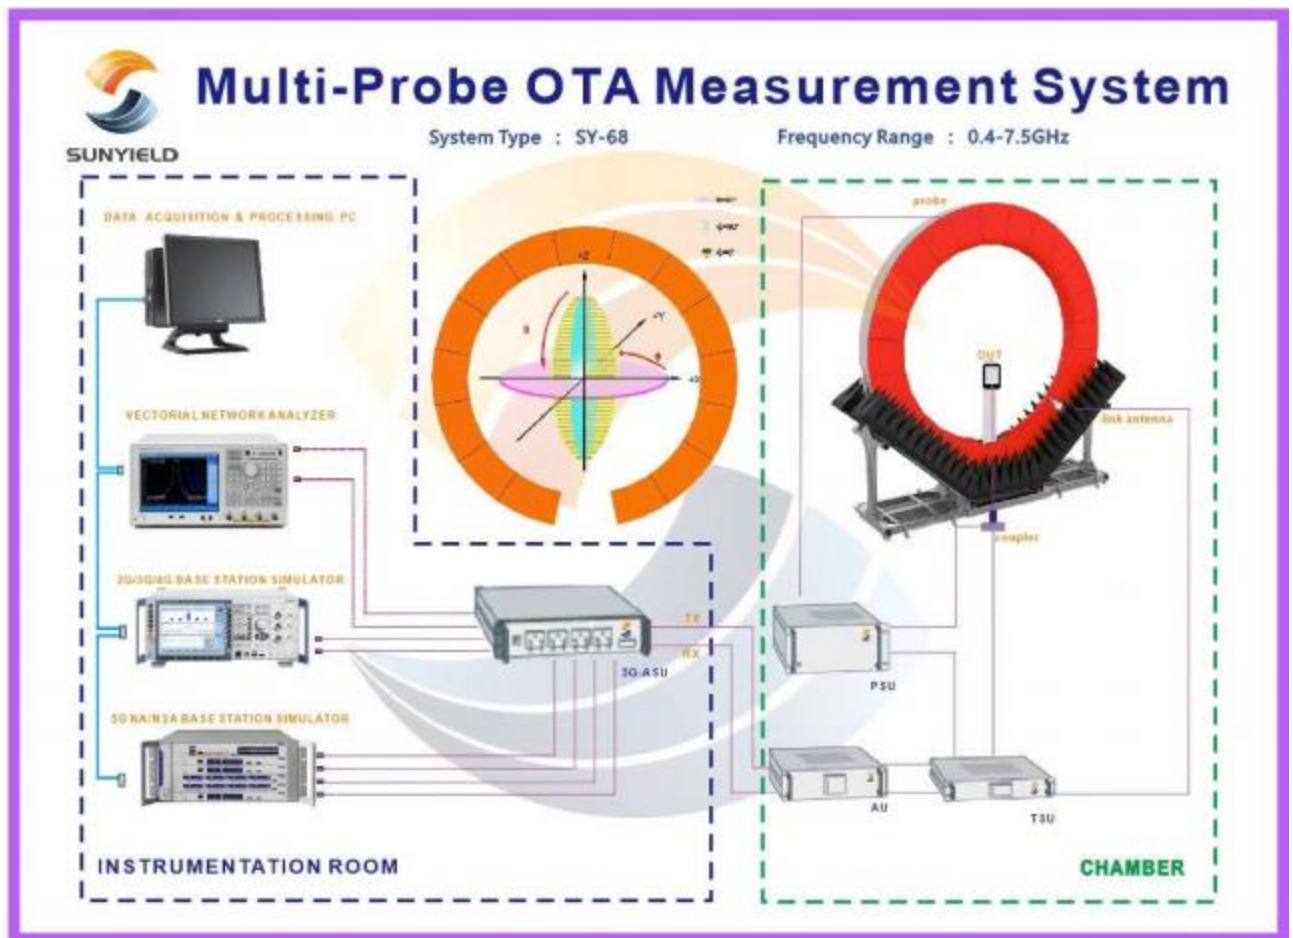 Multi-Probe OTA Measurement System
SUNYIELD
System Type : SY-68
Frequency Range : 0.4-7.5GHz
DATA ACQUISITION & PROCESSING PC
VECTORIAL NETWORK ANALYZER
2G/3G/4G BASE STATION SIMULATOR
5G NA/NSA BASE STATION SIMULATOR
INSTRUMENTATION ROOM
+Z
+Y
+X
θ
ϕ
TX
RX
5G-ASU
probe
DUT
link antenna
coupler
PSU
AU
TSU
CHAMBER